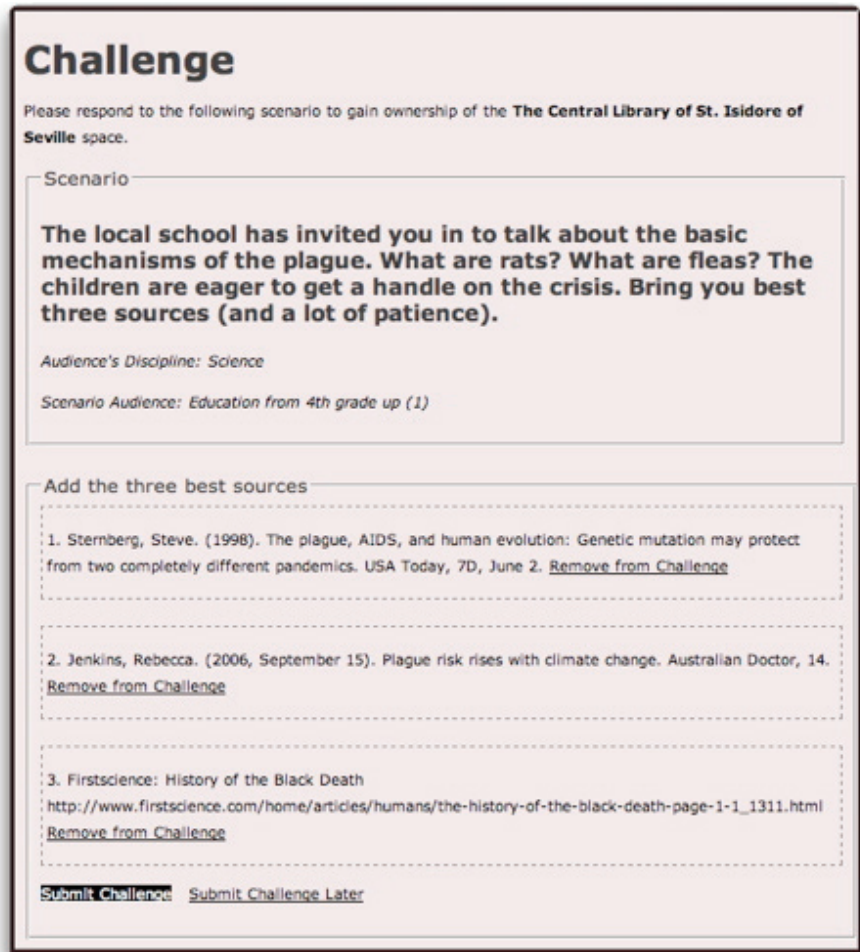 Challenge
Please respond to the following scenario to gain ownership of the The Central Library of St. Isidore of
Seville space.
Scenario
The local school has invited you in to talk about the basic
mechanisms of the plague. What are rats? What are fleas? The
children are eager to get a handle on the crisis. Bring you best
three sources (and a lot of patience).
Audience's Discipline: Science
Scenario Audience: Education from 4th grade up (1)
Add the three best sources
1. Sternberg, Steve. (1998). The plague, AIDS, and human evolution: Genetic mutation may protect
from two completely different pandemics. USA Today, 7D, June 2. Remove from Challenge
2. Jenkins, Rebecca. (2006, September 15). Plague risk rises with climate change. Australian Doctor, 14.
Remove from Challenge
3. Firstscience: History of the Black Death
http://www.firstscience.com/home/articles/humans/the-history-of-the-black-death-page-1-1_1311.html
Remove from Challenge
Submit Challenge Submit Challenge Later